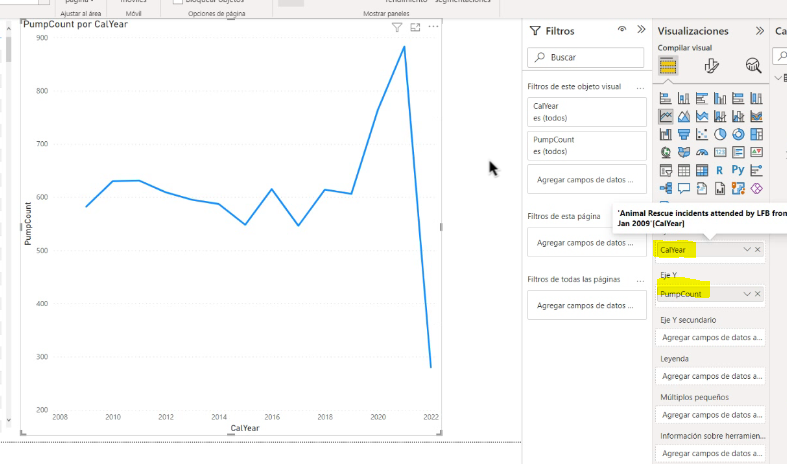 página
móviles
Bloquear objetos
rendimiento
segmentaciones
Ajustar al área
Móvil
Opciones de página
Mostrar paneles
PumpCount por CalYear
900
800
700
600
500
400
300
200
PumpCount
2008
2010
2012
2014
2016
2018
2020
2022
CalYear
Filtros
Buscar
Filtros de este objeto visual
...
CalYear
es (todos)
PumpCount
es (todos)
Agregar campos de datos ...
Filtros de esta página
Agregar campos de datos ...
Filtros de todas las páginas
...
Agregar campos de datos ...
Visualizaciones
Compilar visual
R
Py
123
'Animal Rescue incidents attended by LFB from
Jan 2009'[CalYear]
CalYear
Eje Y
PumpCount
Eje Y secundario
Agregar campos de datos a...
Leyenda
Agregar campos de datos a...
Múltiplos pequeños
Agregar campos de datos a...
Información sobre herramien...
Agregar campos de datos a...
Ca